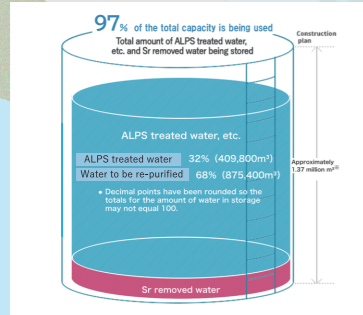 97% of the total capacity is being used
Total amount of ALPS treated water,
etc. and Sr removed water being stored
Construction
plan
ALPS treated water, etc.
ALPS treated water 32% (409,800m³)
Water to be re-purified 68% (875,400m³)
• Decimal points have been rounded so the
totals for the amount of water in storage
may not equal 100.
Approximately
1.37 million m³
Sr removed water